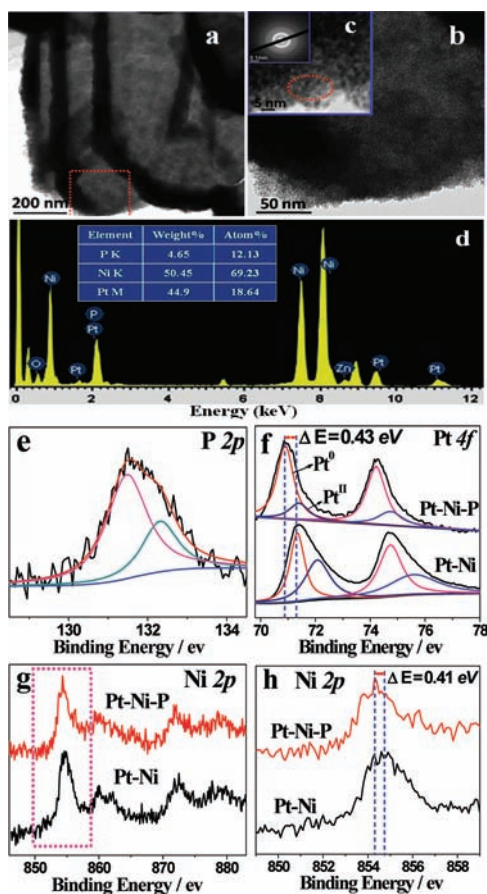 a
200 nm
c
5 nm
b
50 nm
d
Element Weight% Atom%
P K 4.65 12.13
Ni K 50.45 69.23
Pt M 44.9 18.64
Ni
O
Pt
P
Pt
Ni
Ni
Zn
Pt
Pt
0 2 4 6 8 10 12
Energy (keV)
e
P 2p
130 132 134
Binding Energy / ev
f
Δ E=0.43 eV
Pt 4f
Pt⁰
Ptᴵᴵ
Pt-Ni-P
Pt-Ni
70 72 74 76 78
Binding Energy / ev
g
Ni 2p
Pt-Ni-P
Pt-Ni
850 860 870 880
Binding Energy / ev
h
Ni 2p
Δ E=0.41 eV
Pt-Ni-P
Pt-Ni
850 852 854 856 858
Binding Energy / ev